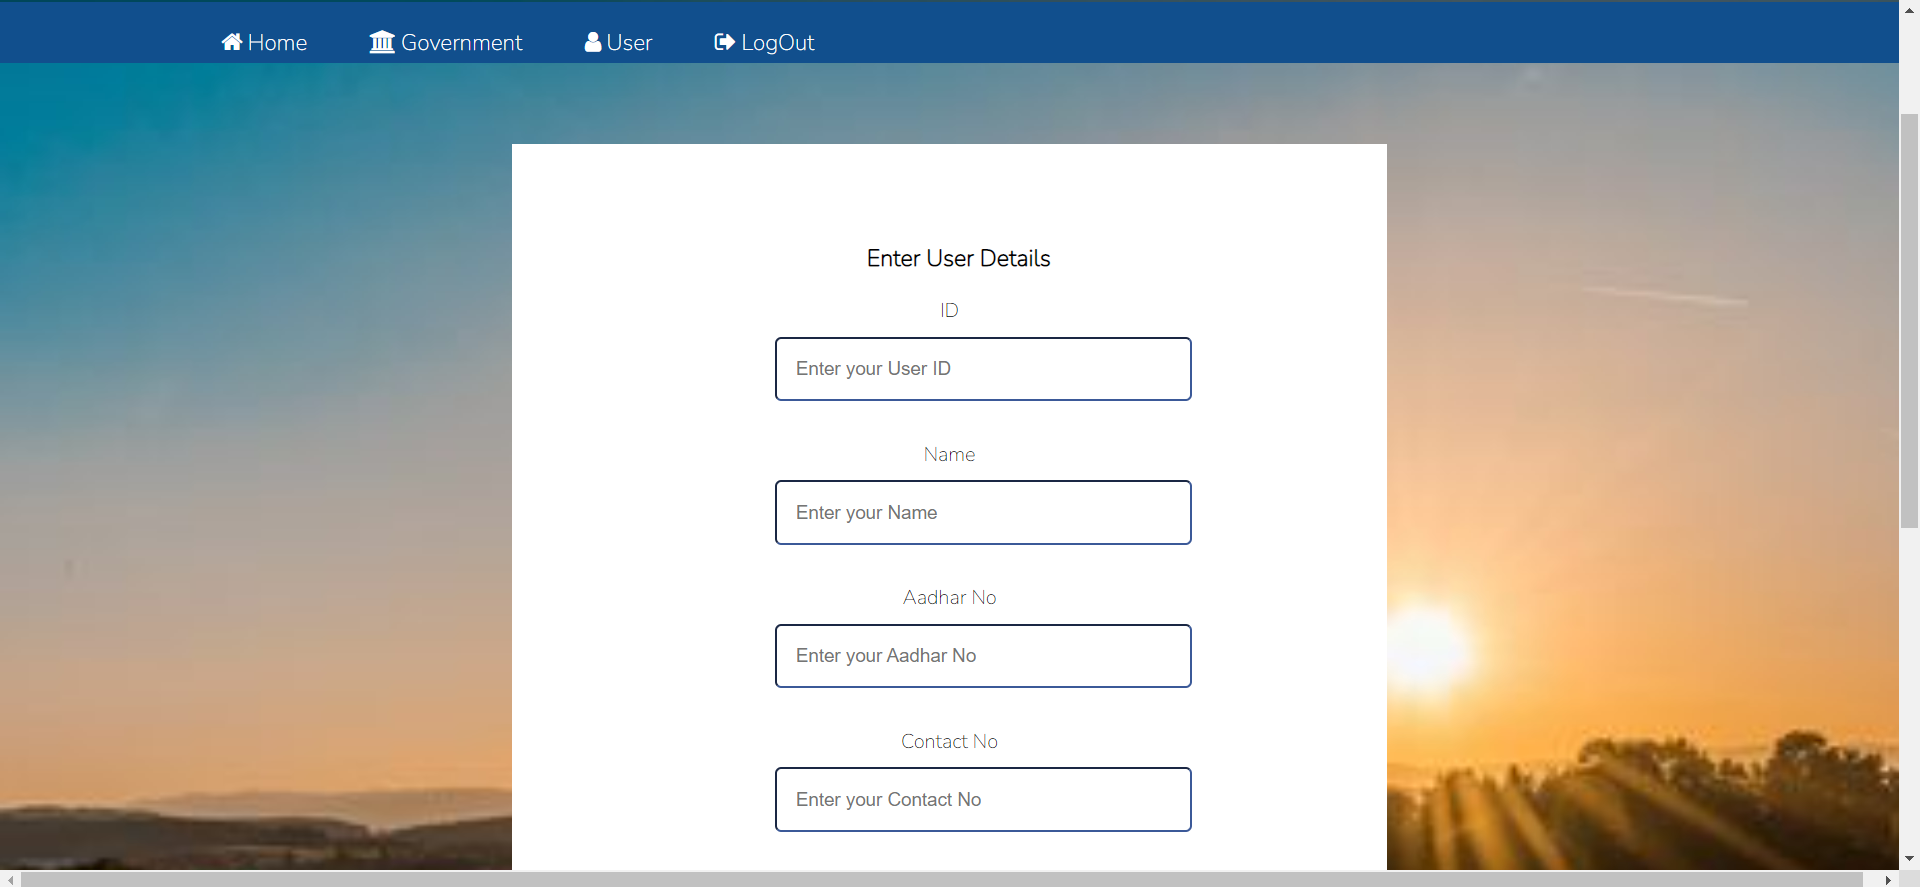 Home Government User LogOut
Enter User Details
ID
Enter your User ID
Name
Enter your Name
Aadhar No
Enter your Aadhar No
Contact No
Enter your Contact No